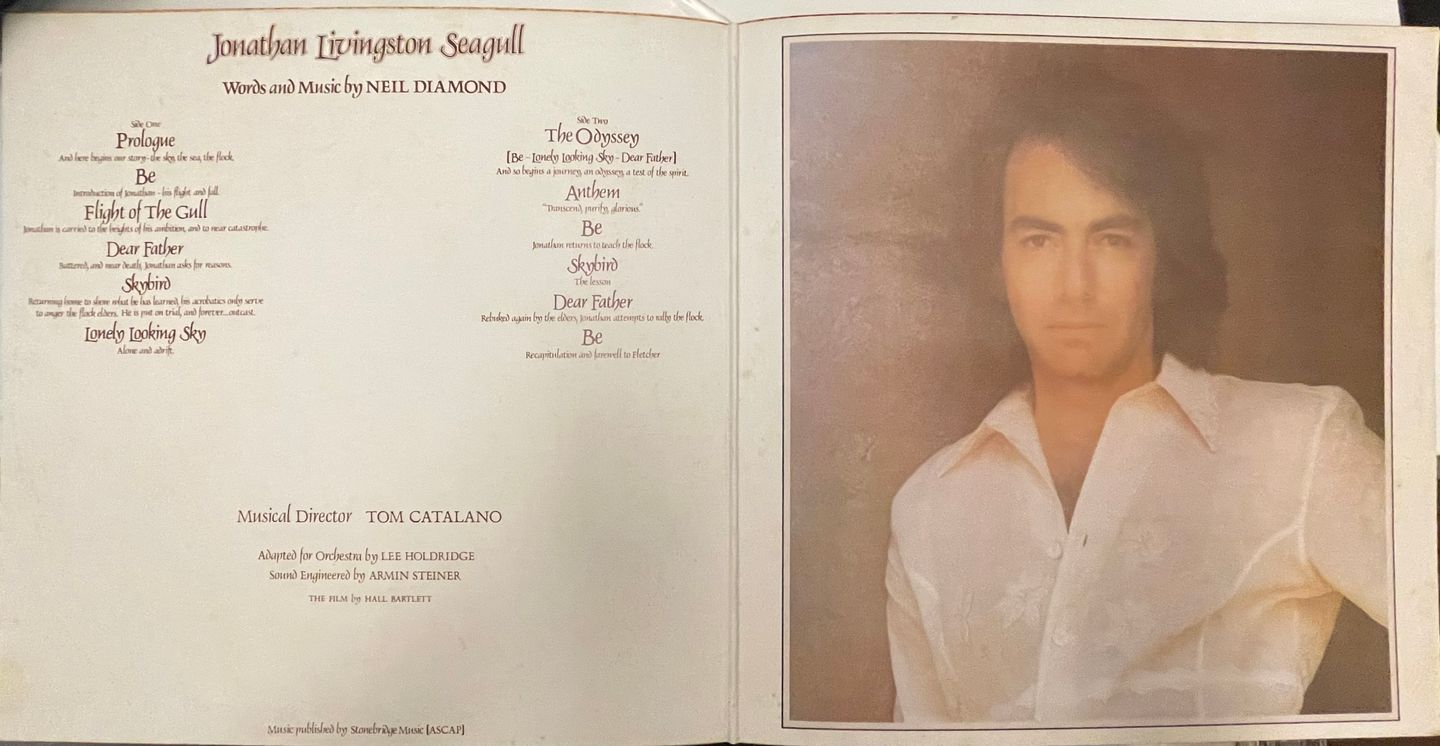 Jonathan Livingston Seagull
Words and Music by NEIL DIAMOND
Side One
Prologue
And here begins our story-the sky, the sea, the flock.
Be
Introduction of Jonathan - his flight and fall.
Flight of The Gull
Jonathan is carried to the heights of his ambition, and to near catastrophe.
Dear Father
Battered, and near death, Jonathan asks for reasons.
Skybird
Returning home to show what he has learned, his acrobatics only serve
to anger the flock elders. He is put on trial, and forever...outcast.
Lonely Looking Sky
Alone and adrift.
Side Two
The Odyssey
[Be - Lonely Looking Sky - Dear Father]
And so begins a journey, an odyssey, a test of the spirit.
Anthem
"Transcend, purify, glorious."
Be
Jonathan returns to teach the flock.
Skybird
The lesson
Dear Father
Rebuked again by the elders, Jonathan attempts to rally the flock.
Be
Recapitulation and farewell to Fletcher
Musical Director TOM CATALANO
Adapted for Orchestra by LEE HOLDRIDGE
Sound Engineered by ARMIN STEINER
THE FILM by HALL BARTLETT
Music published by Stonebridge Music [ASCAP]